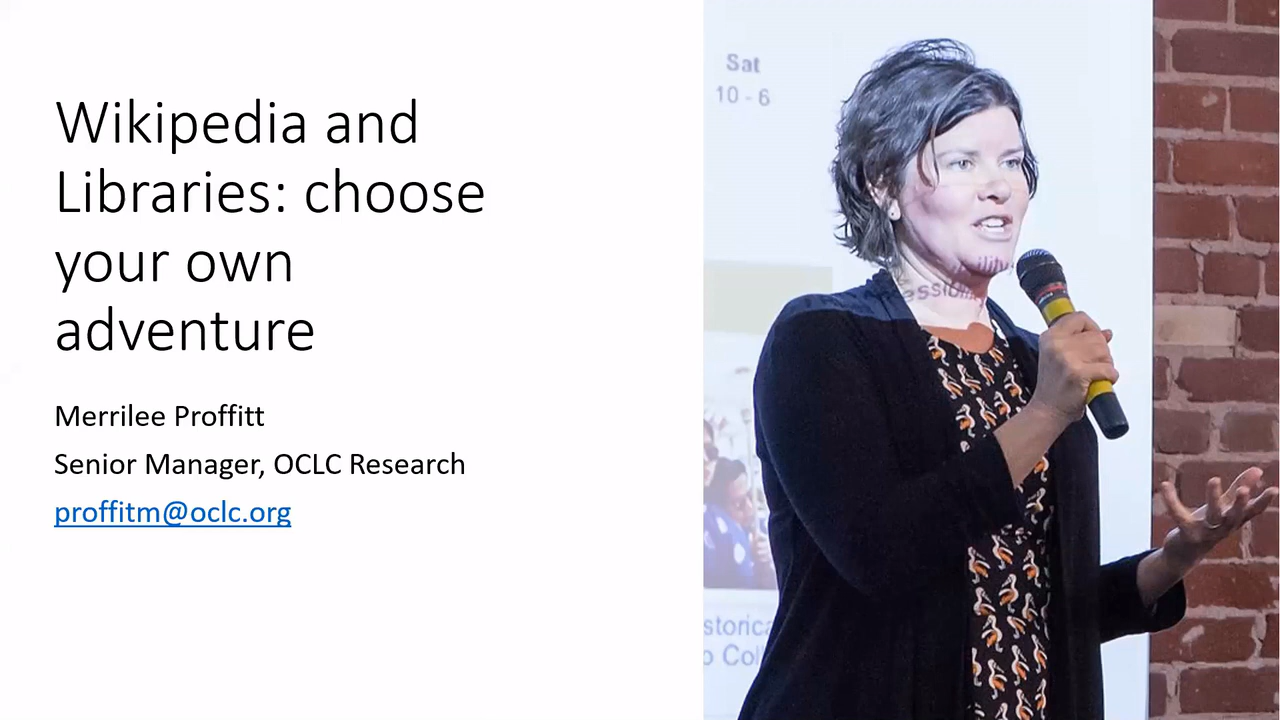 Wikipedia and
Libraries: choose
your own
adventure
Merrilee Proffitt
Senior Manager, OCLC Research
proffitm@oclc.org
Sat
10 - 6